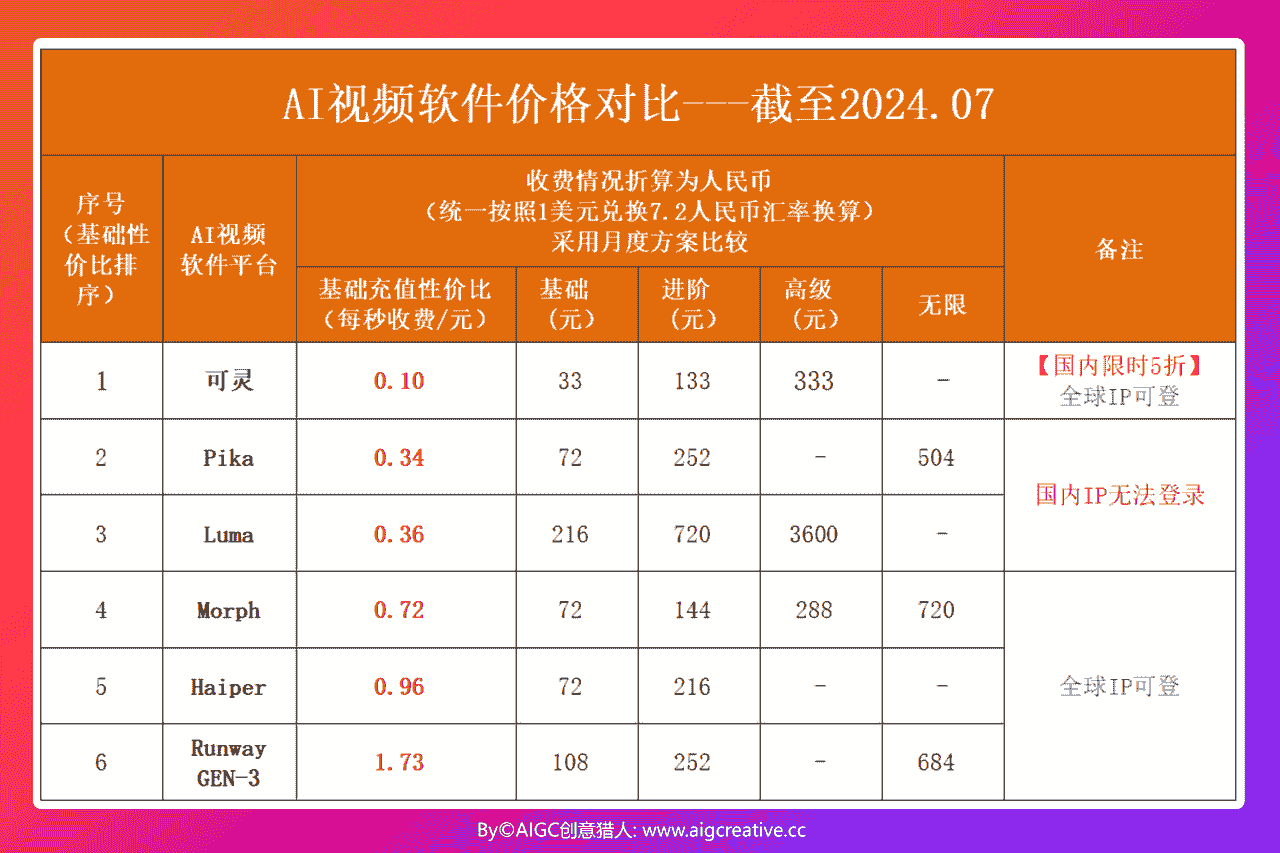 AI视频软件价格对比---截至2024.07
序号
（基础性
价比排
序）
AI视频
软件平台
收费情况折算为人民币
（统一按照1美元兑换7.2人民币汇率换算）
采用月度方案比较
备注
基础充值性价比
（每秒收费/元）
基础
（元）
进阶
（元）
高级
（元）
无限
1 可灵 0.10 33 133 333 -
【国内限时5折】
全球IP可登
2 Pika 0.34 72 252 - 504
国内IP无法登录
3 Luma 0.36 216 720 3600 -
4 Morph 0.72 72 144 288 720
5 Haiper 0.96 72 216 - -
全球IP可登
6 Runway
GEN-3 1.73 108 252 - 684
By©AIGC创意猎人: www.aigcreative.cc